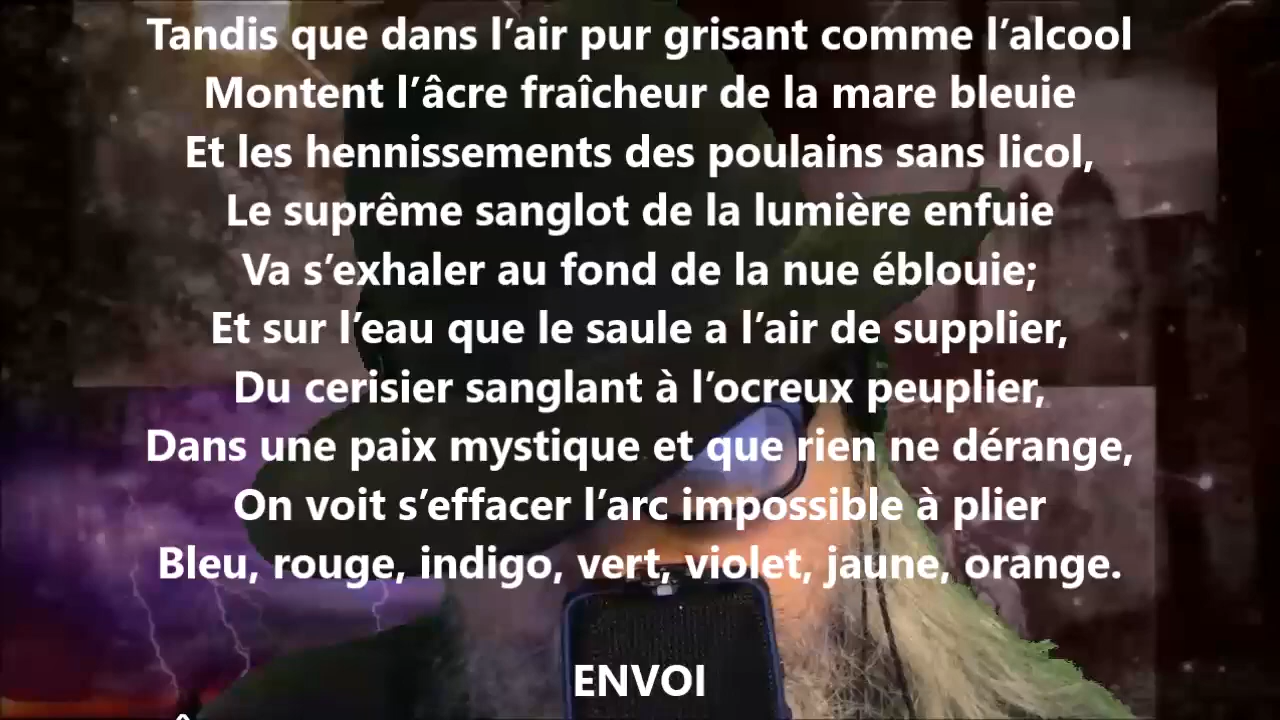 Tandis que dans l’air pur grisant comme l’alcool
Montent l’âcre fraîcheur de la mare bleuie
Et les hennissements des poulains sans licol,
Le suprême sanglot de la lumière enfuie
Va s’exhaler au fond de la nue éblouie;
Et sur l’eau que le saule a l’air de supplier,
Du cerisier sanglant à l’ocreux peuplier,
Dans une paix mystique et que rien ne dérange,
On voit s’effacer l’arc impossible à plier
Bleu, rouge, indigo, vert, violet, jaune, orange.
ENVOI